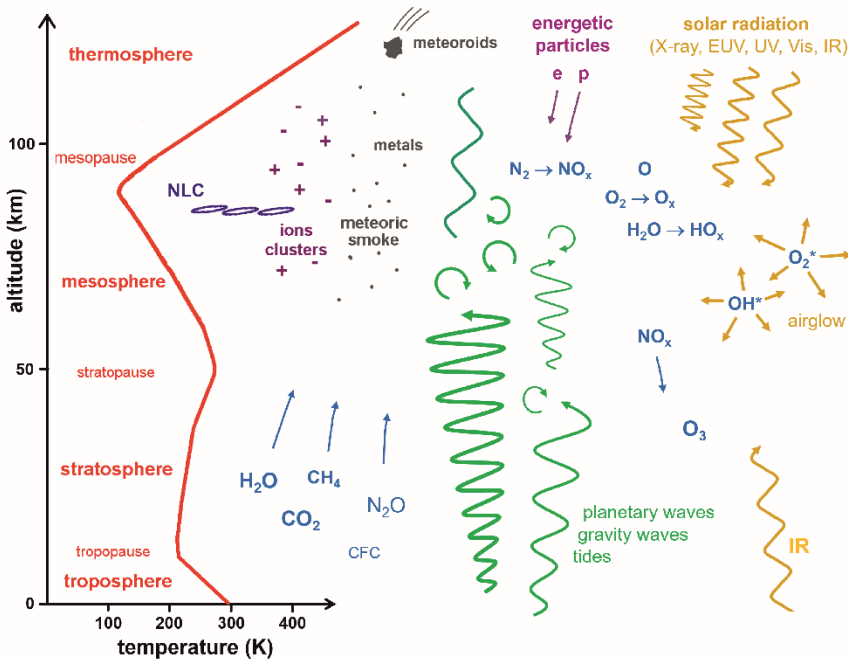 thermosphere
meteoroids
energetic
particles
e p
solar radiation
(X-ray, EUV, UV, Vis, IR)
altitude (km)
100
mesopause
metals
N₂ → NOₓ
O
O₂ → Oₓ
H₂O → HOₓ
NLC
ions
clusters
meteoric
smoke
+
-
+
-
+
-
+
-
+
-
-
+
O₂*
OH*
airglow
mesosphere
NOₓ
50
stratopause
O₃
stratosphere
H₂O
CH₄
CO₂
N₂O
CFC
planetary waves
gravity waves
tides
IR
tropopause
troposphere
0
100
200
300
400
temperature (K)